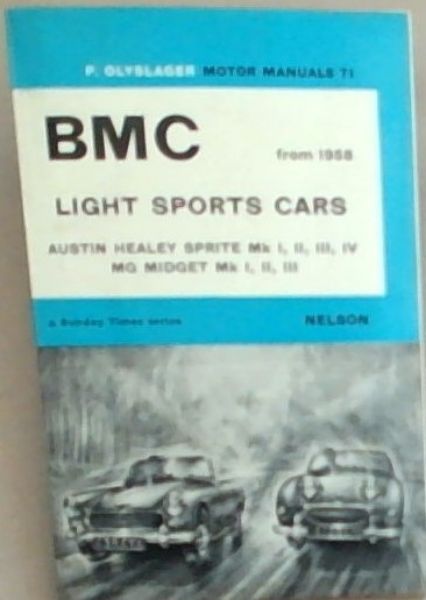 P. OLYSLAGER MOTOR MANUALS 71
BMC from 1958
LIGHT SPORTS CARS
AUSTIN HEALEY SPRITE Mk I, II, III, IV
MG MIDGET Mk I, II, III
a Sunday Times series NELSON